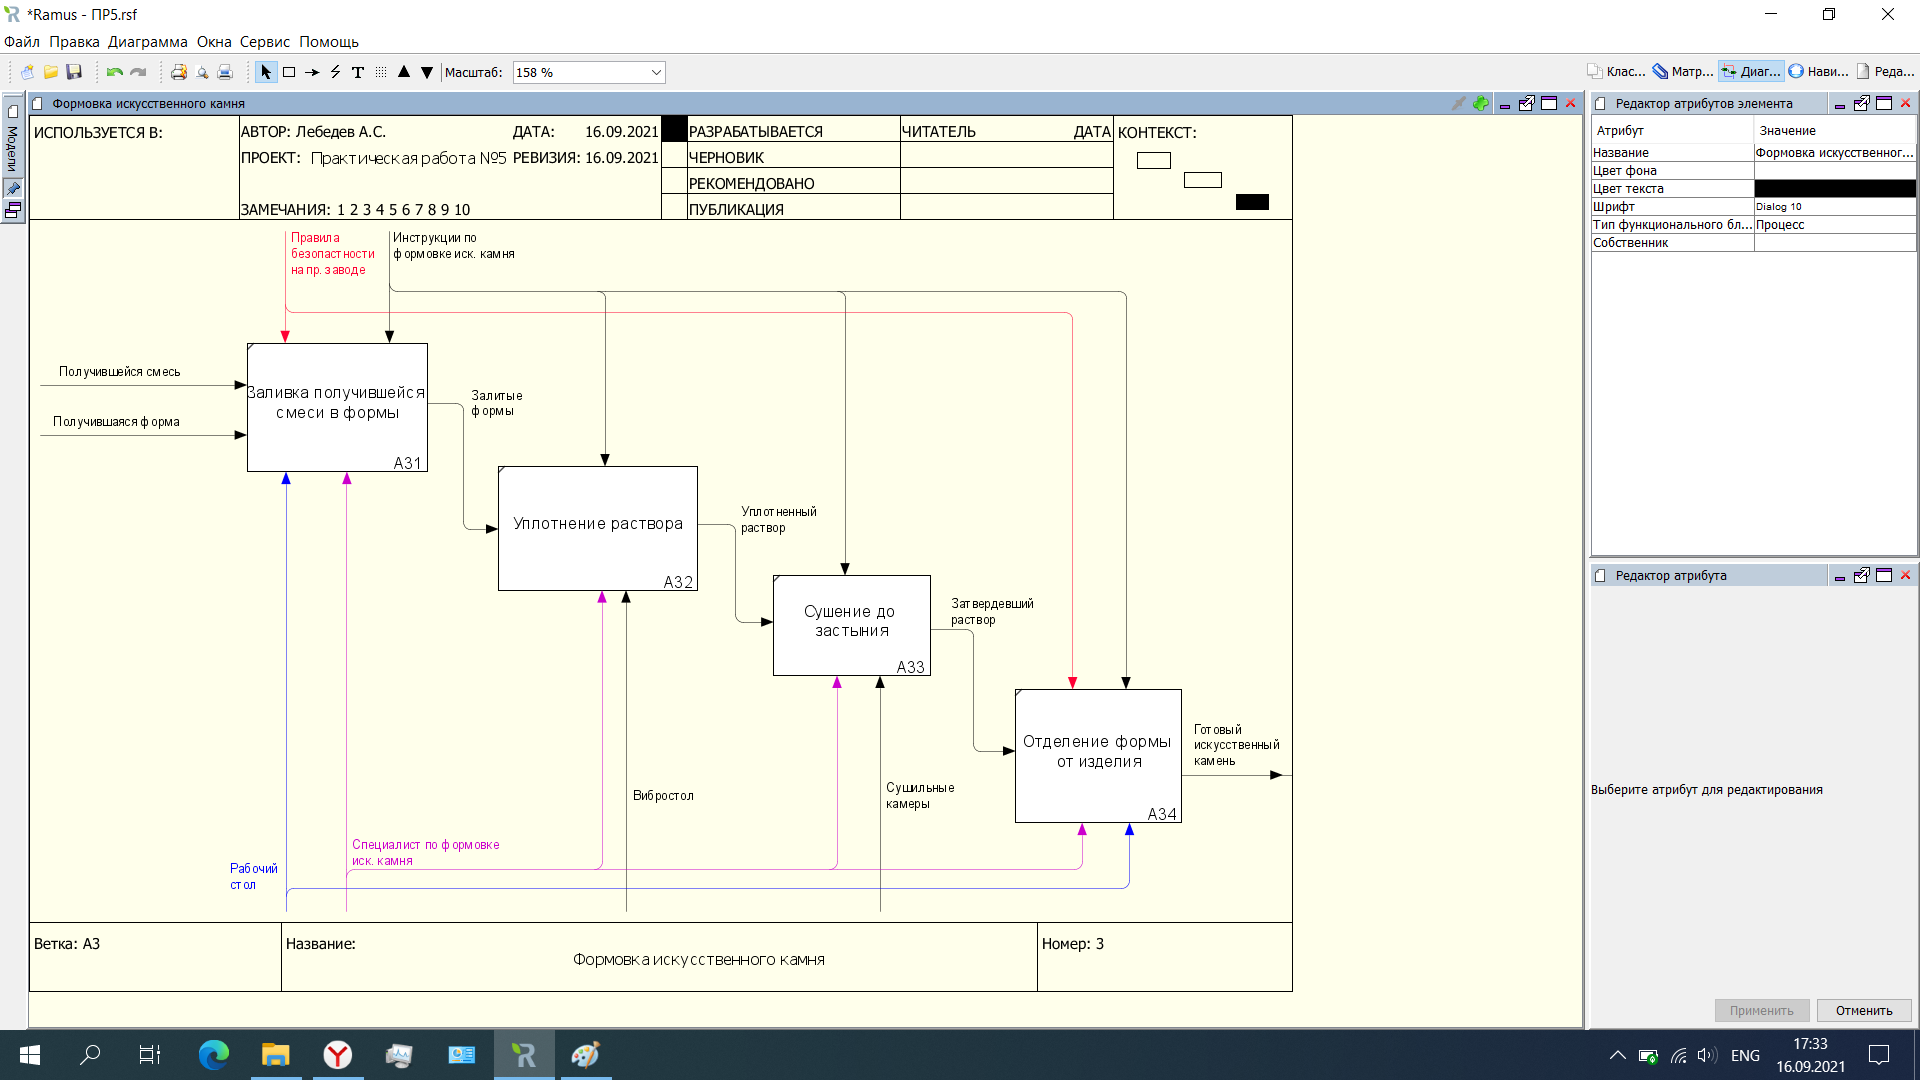 *Ramus - ПР5.rsf
Файл Правка Диаграмма Окна Сервис Помощь
Масштаб: 158 %
Клас... Матр... Диаг... Нави... Реда...
Модели
Формовка искусственного камня
ИСПОЛЬЗУЕТСЯ В:
АВТОР: Лебедев А.С. ДАТА: 16.09.2021
ПРОЕКТ: Практическая работа №5 РЕВИЗИЯ: 16.09.2021
ЗАМЕЧАНИЯ: 1 2 3 4 5 6 7 8 9 10
РАЗРАБАТЫВАЕТСЯ
ЧЕРНОВИК
РЕКОМЕНДОВАНО
ПУБЛИКАЦИЯ
ЧИТАТЕЛЬ ДАТА
КОНТЕКСТ:
Правила
безопастности
на пр. заводе
Инструкции по
формовке иск. камня
Получившейся смесь
Получившаяся форма
Заливка получившейся
смеси в формы
A31
Залитые
формы
Уплотнение раствора
A32
Уплотненный
раствор
Сушение до
застыния
A33
Затвердевший
раствор
Отделение формы
от изделия
A34
Готовый
искусственный
камень
Сушильные
камеры
Вибростол
Специалист по формовке
иск. камня
Рабочий
стол
Ветка: A3
Название:
Формовка искусственного камня
Номер: 3
Редактор атрибутов элемента
Атрибут Значение
Название Формовка искусственног...
Цвет фона
Цвет текста
Шрифт Dialog 10
Тип функционального бл... Процесс
Собственник
Редактор атрибута
Выберите атрибут для редактирования
Применить Отменить
ENG
17:33
16.09.2021